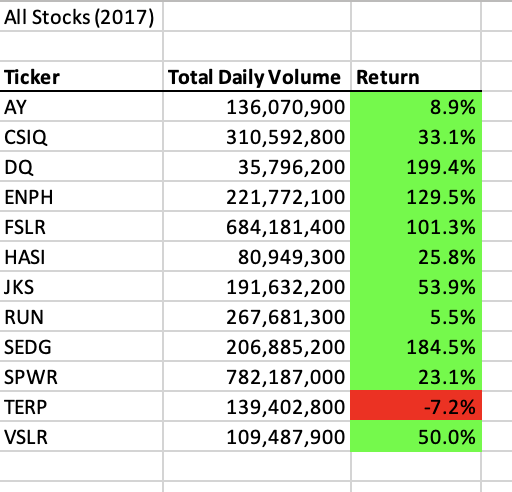 All Stocks (2017)
Ticker Total Daily Volume Return
AY 136,070,900 8.9%
CSIQ 310,592,800 33.1%
DQ 35,796,200 199.4%
ENPH 221,772,100 129.5%
FSLR 684,181,400 101.3%
HASI 80,949,300 25.8%
JKS 191,632,200 53.9%
RUN 267,681,300 5.5%
SEDG 206,885,200 184.5%
SPWR 782,187,000 23.1%
TERP 139,402,800 -7.2%
VSLR 109,487,900 50.0%